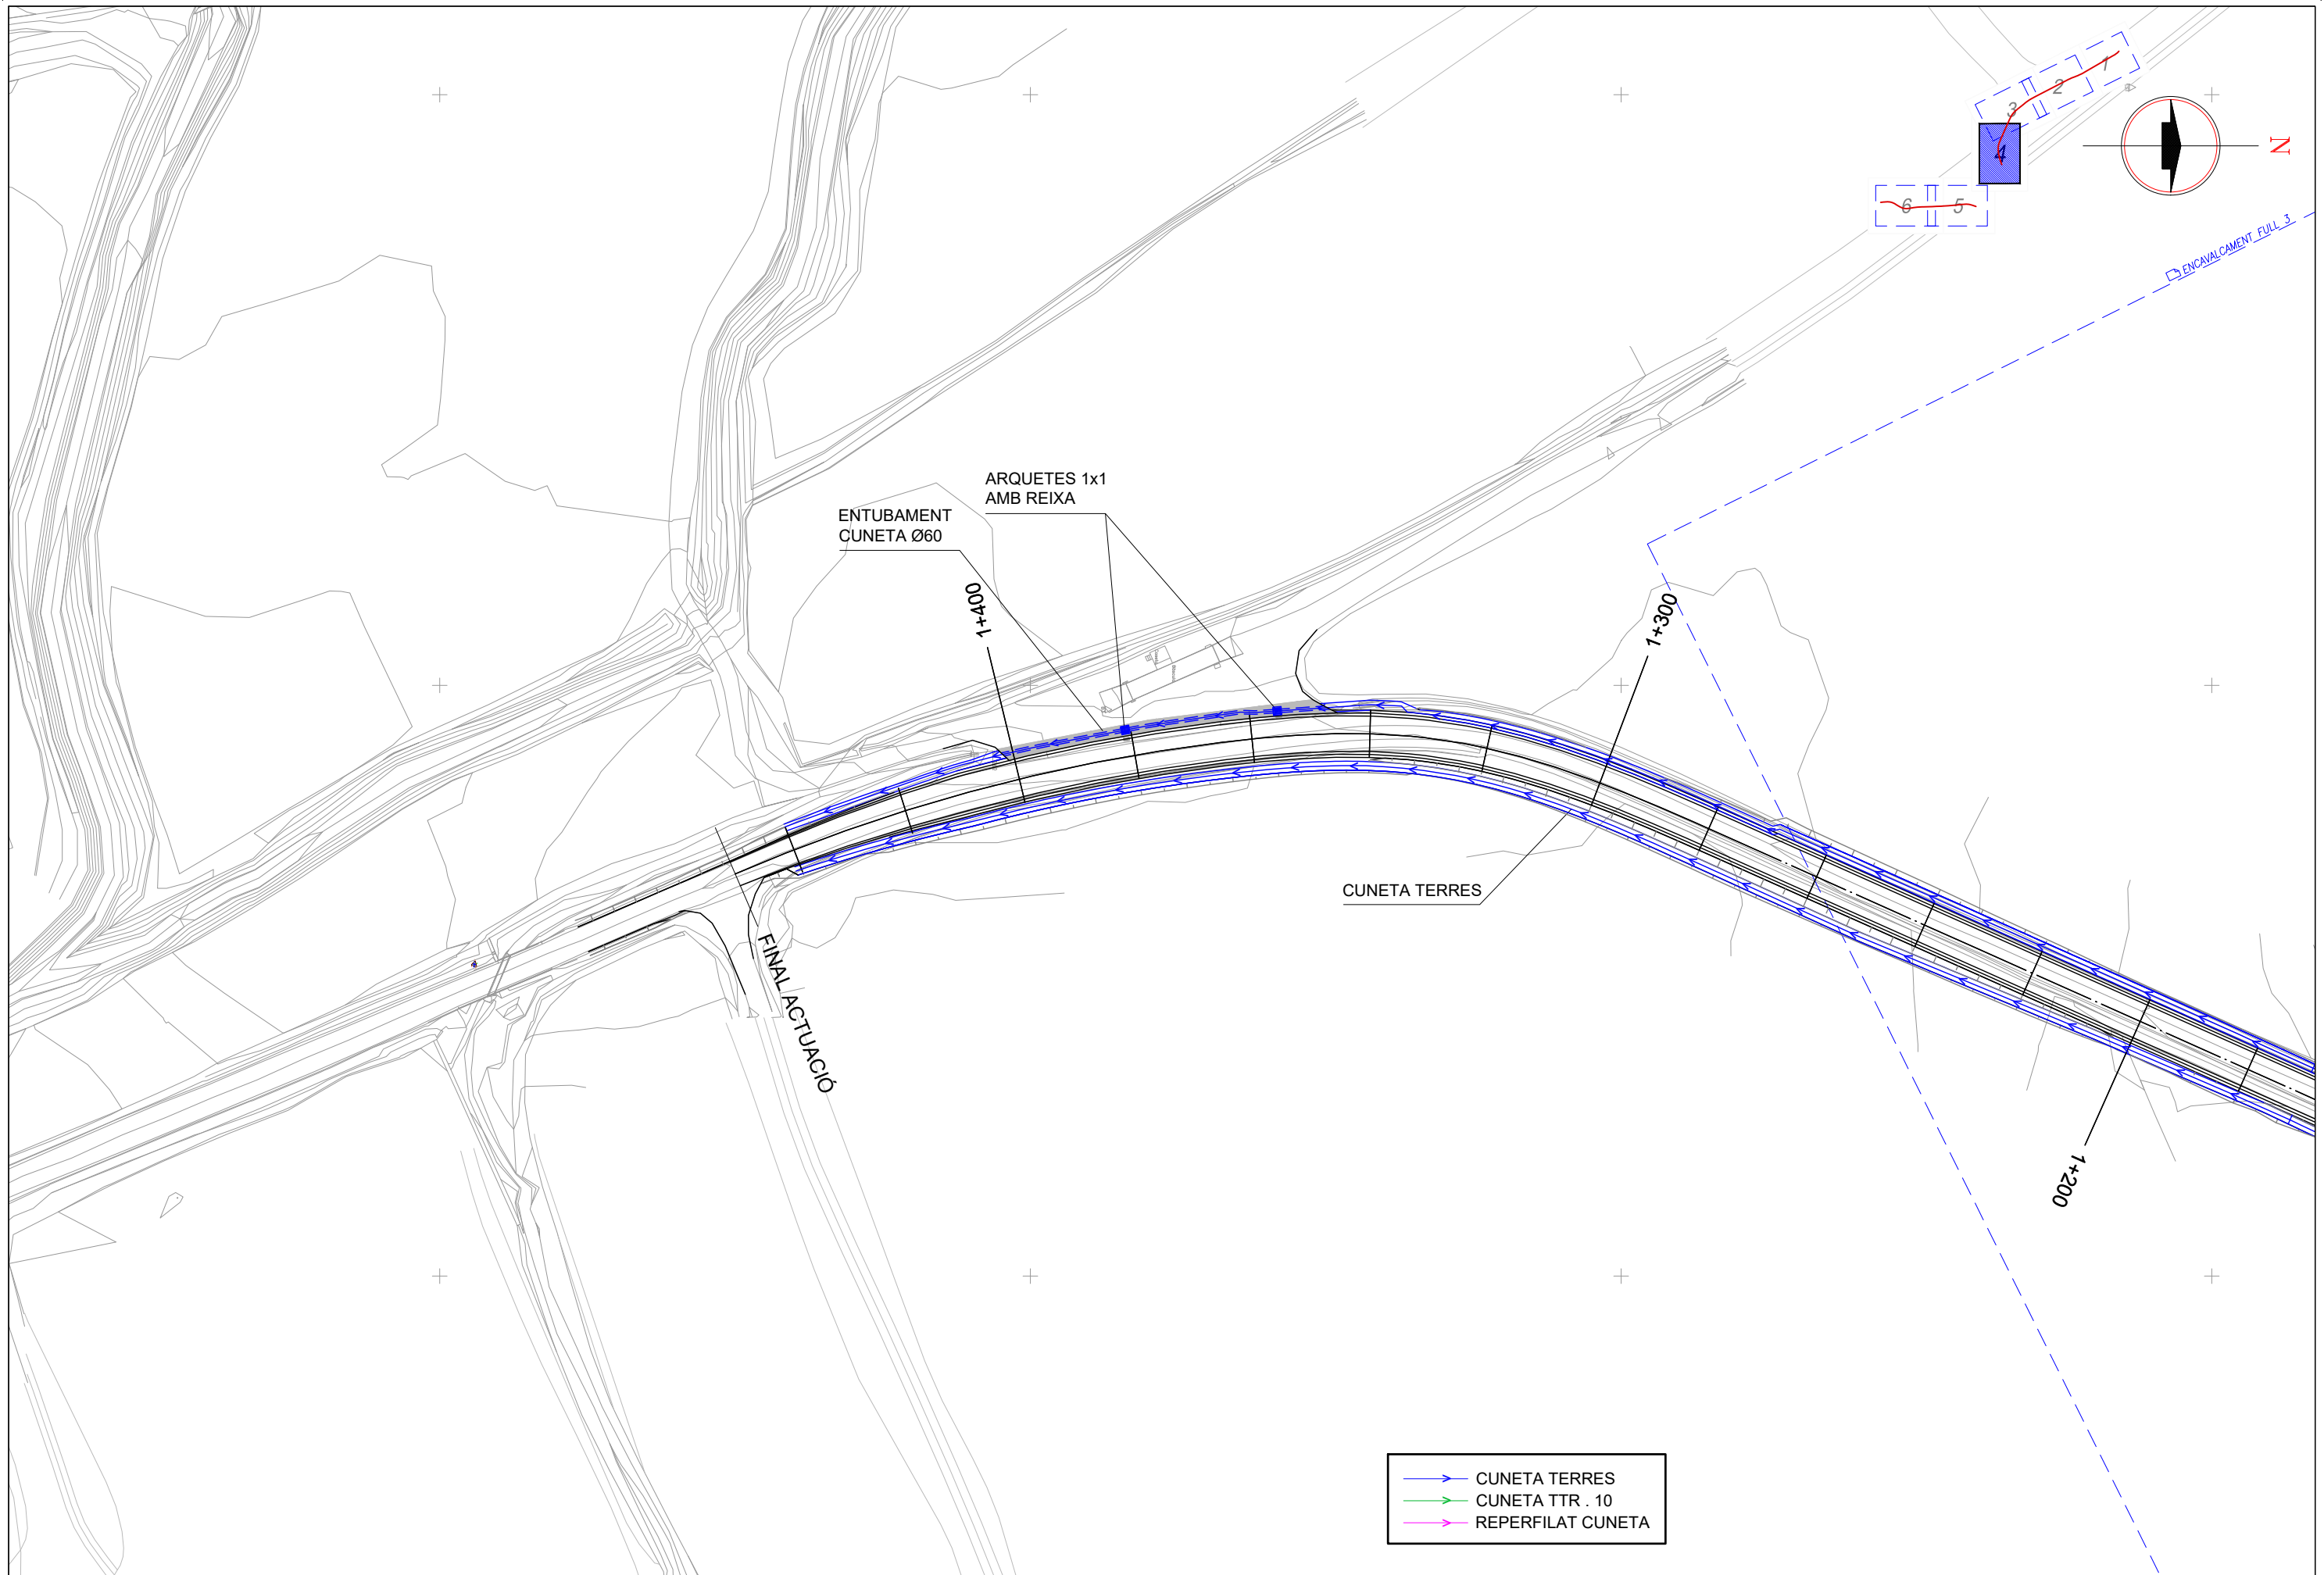 1
2
3
4
N
6
5
ENCAVALCAMENT FULL 3
ARQUETES 1x1
AMB REIXA
ENTUBAMENT
CUNETA Ø60
1+400
1+300
CUNETA TERRES
FINAL ACTUACIÓ
1+200
CUNETA TERRES
CUNETA TTR . 10
REPERFILAT CUNETA